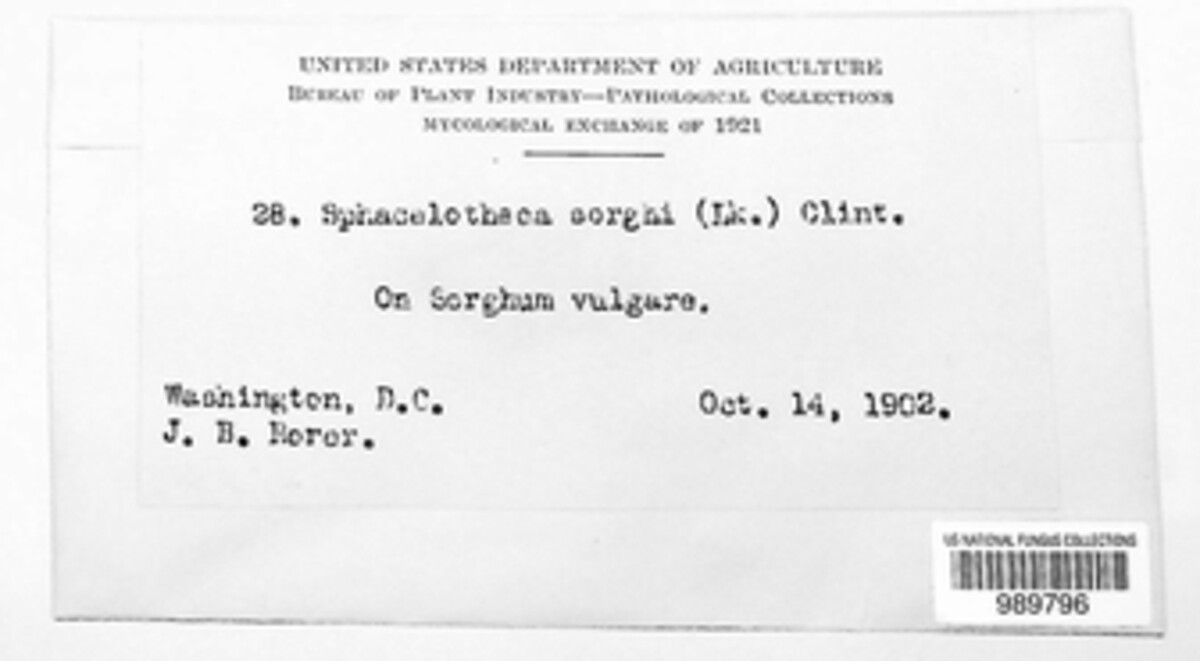 UNITED STATES DEPARTMENT OF AGRICULTURE
BUREAU OF PLANT INDUSTRY—PATHOLOGICAL COLLECTIONS
MYCOLOGICAL EXCHANGE OF 1921
28. Sphacelotheca sorghi (Lk.) Clint.
On Sorghum vulgare.
Washington, D.C.
Oct. 14, 1902.
J. B. Rorer.
US NATIONAL FUNGUS COLLECTIONS
989796